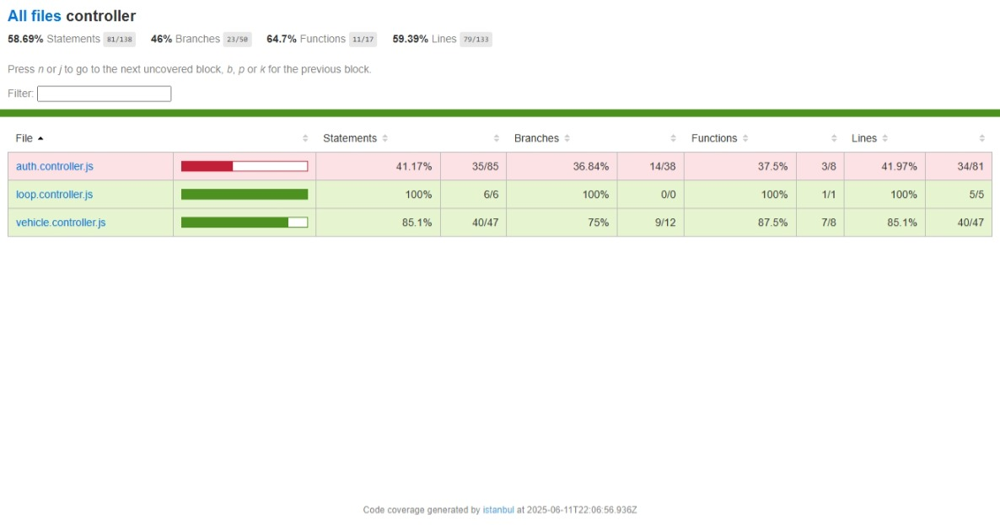 All files controller
58.69% Statements 81/138 46% Branches 23/50 64.7% Functions 11/17 59.39% Lines 79/133
Press n or j to go to the next uncovered block, b, p or k for the previous block.
Filter:
File Statements Branches Functions Lines
auth.controller.js 41.17% 35/85 36.84% 14/38 37.5% 3/8 41.97% 34/81
loop.controller.js 100% 6/6 100% 0/0 100% 1/1 100% 5/5
vehicle.controller.js 85.1% 40/47 75% 9/12 87.5% 7/8 85.1% 40/47
Code coverage generated by istanbul at 2025-06-11T22:06:56.936Z